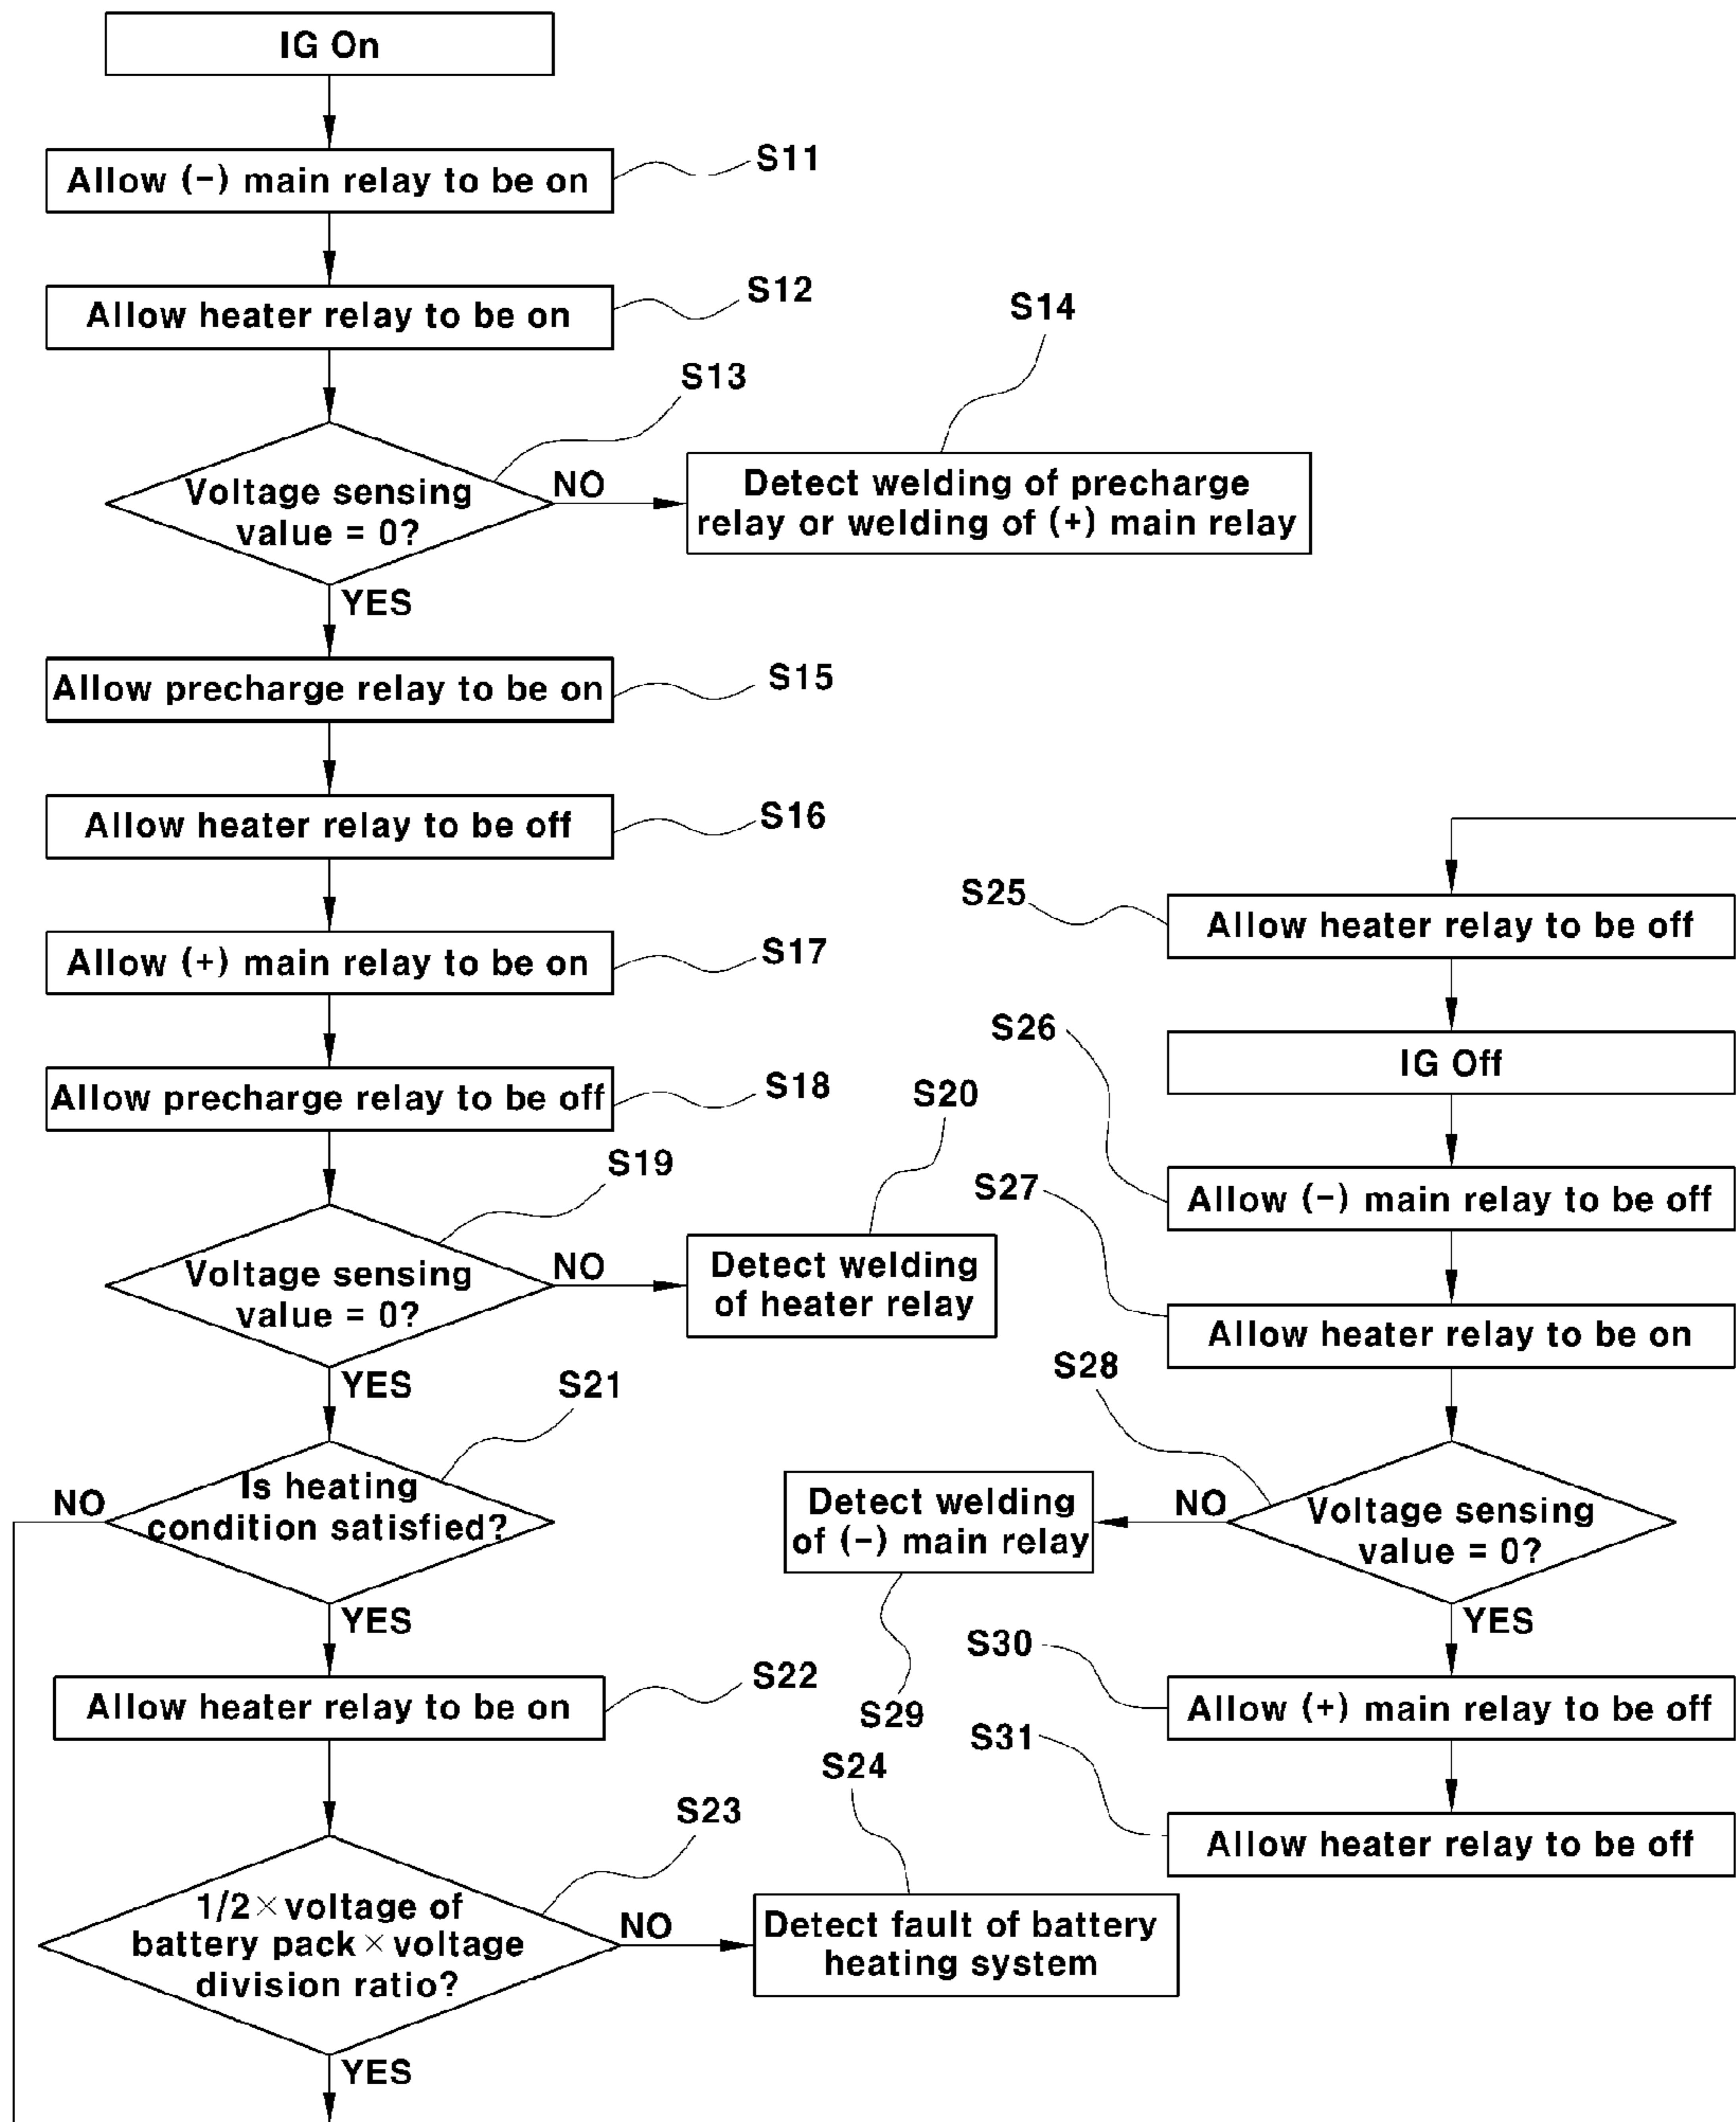 IG On
S11
Allow (-) main relay to be on
S12
Allow heater relay to be on
S13
Voltage sensing
value = 0?
NO
S14
Detect welding of precharge
relay or welding of (+) main relay
YES
S15
Allow precharge relay to be on
S16
Allow heater relay to be off
S17
Allow (+) main relay to be on
S18
Allow precharge relay to be off
S19
Voltage sensing
value = 0?
NO
S20
Detect welding
of heater relay
YES
S21
Is heating
condition satisfied?
NO
YES
S22
Allow heater relay to be on
S23
1/2×voltage of
battery pack×voltage
division ratio?
NO
S24
Detect fault of battery
heating system
YES
S25
Allow heater relay to be off
IG Off
S26
Allow (-) main relay to be off
S27
Allow heater relay to be on
S28
Voltage sensing
value = 0?
NO
Detect welding
of (-) main relay
S29
YES
S30
Allow (+) main relay to be off
S31
Allow heater relay to be off